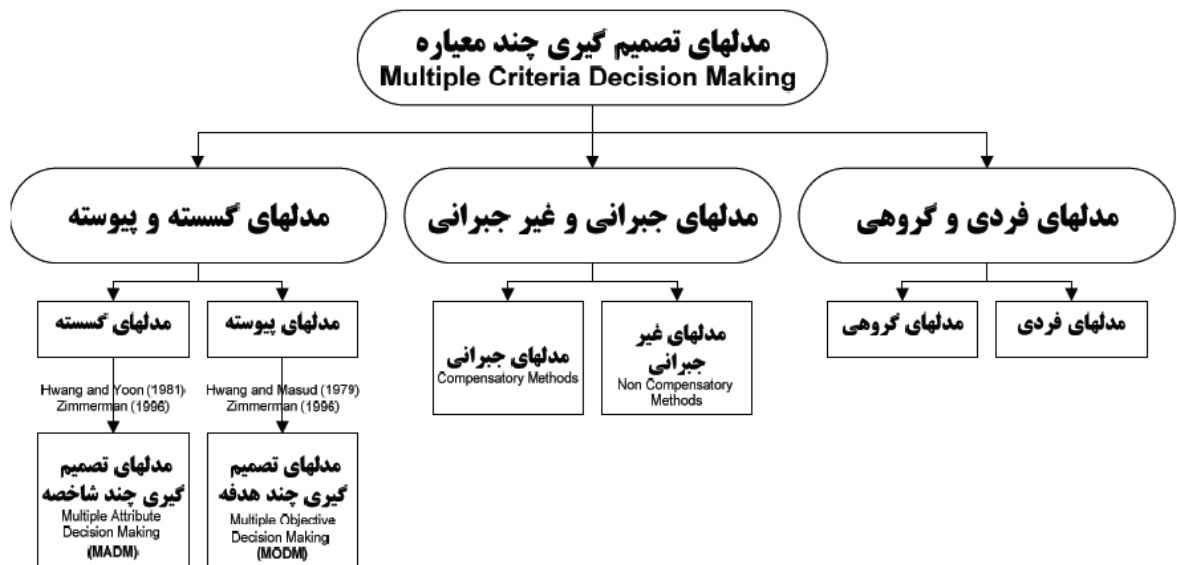 مدلهای تصمیم گیری چند معیاره
Multiple Criteria Decision Making
مدلهای فردی و گروهی
مدلهای جبرانی و غیر جبرانی
مدلهای گسسته و پیوسته
مدلهای فردی
مدلهای گروهی
مدلهای غیر
جبرانی
Non Compensatory
Methods
مدلهای جبرانی
Compensatory Methods
مدلهای پیوسته
مدلهای گسسته
Hwang and Masud (1979)
Zimmerman (1996)
Hwang and Yoon (1981)
Zimmerman (1996)
مدلهای تصمیم
گیری چند هدفه
Multiple Objective
Decision Making
(MODM)
مدلهای تصمیم
گیری چند شاخصه
Multiple Attribute
Decision Making
(MADM)